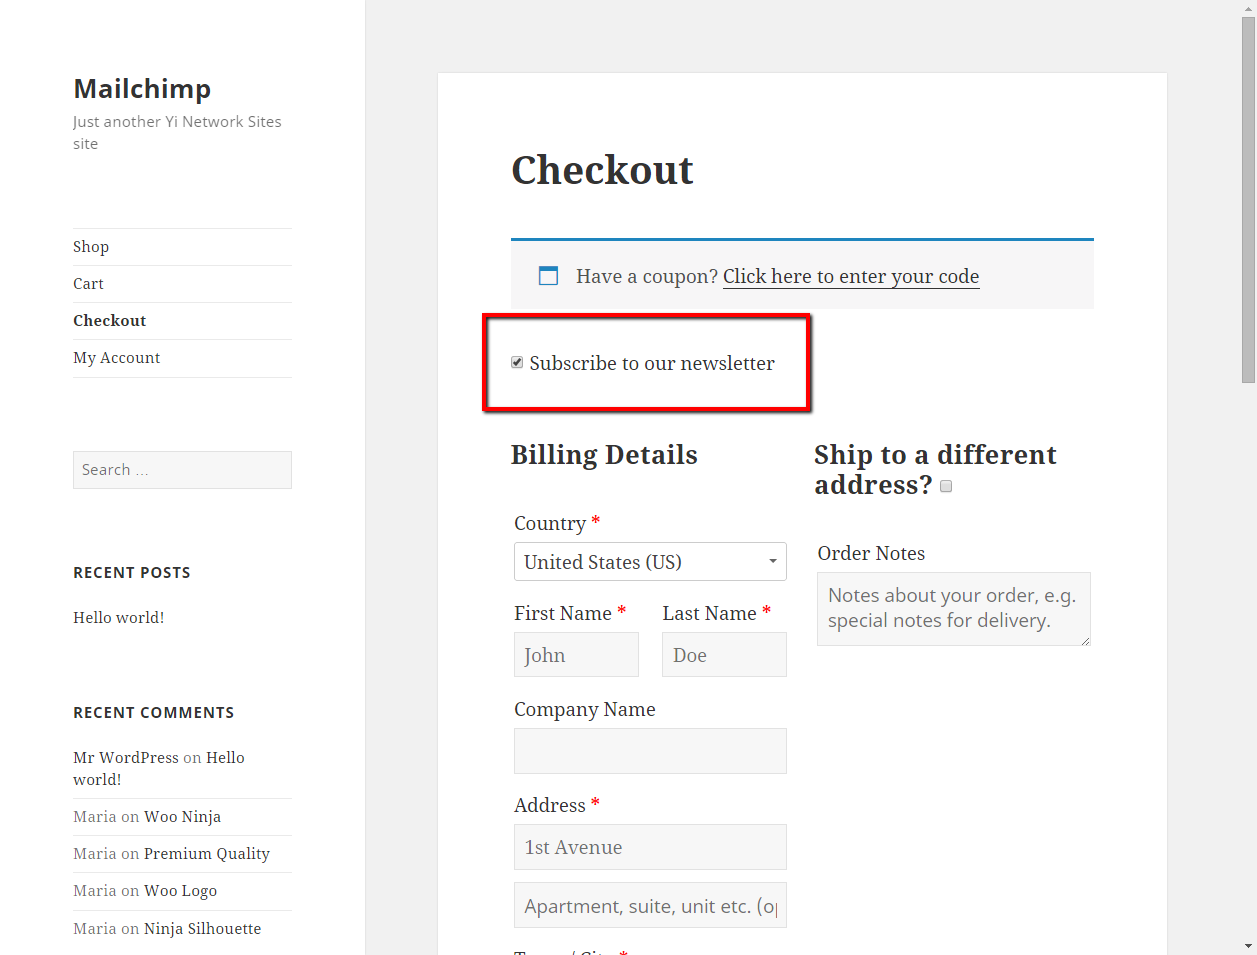 Mailchimp
Just another Yi Network Sites
site
Shop
Cart
Checkout
My Account
Search ...
RECENT POSTS
Hello world!
RECENT COMMENTS
Mr WordPress on Hello
world!
Maria on Woo Ninja
Maria on Premium Quality
Maria on Woo Logo
Maria on Ninja Silhouette
Checkout
Have a coupon? Click here to enter your code
Subscribe to our newsletter
Billing Details
Country *
United States (US)
First Name * Last Name *
John Doe
Company Name
Address *
1st Avenue
Apartment, suite, unit etc. (op
Ship to a different
address?
Order Notes
Notes about your order, e.g.
special notes for delivery.